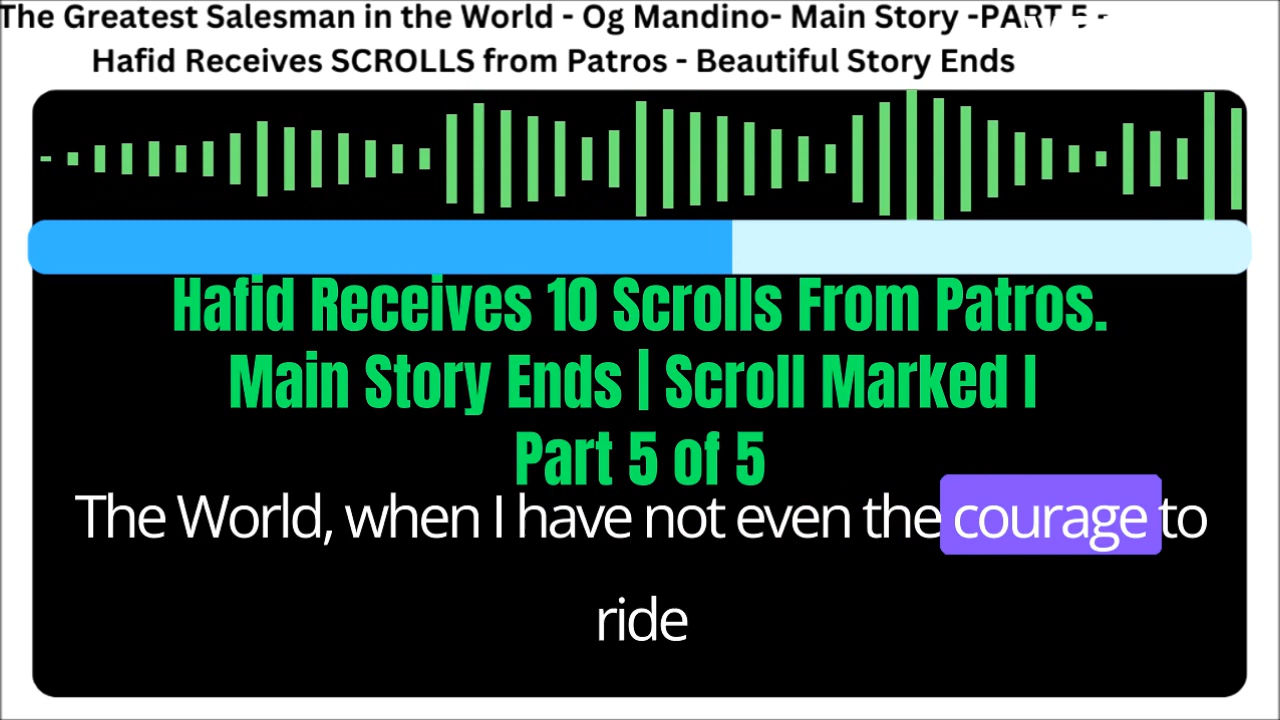 The Greatest Salesman in the World - Og Mandino- Main Story -PART 5 -
Hafid Receives SCROLLS from Patros - Beautiful Story Ends
Hafid Receives 10 Scrolls From Patros.
Main Story Ends | Scroll Marked I
Part 5 of 5
The World, when I have not even the courage to
ride